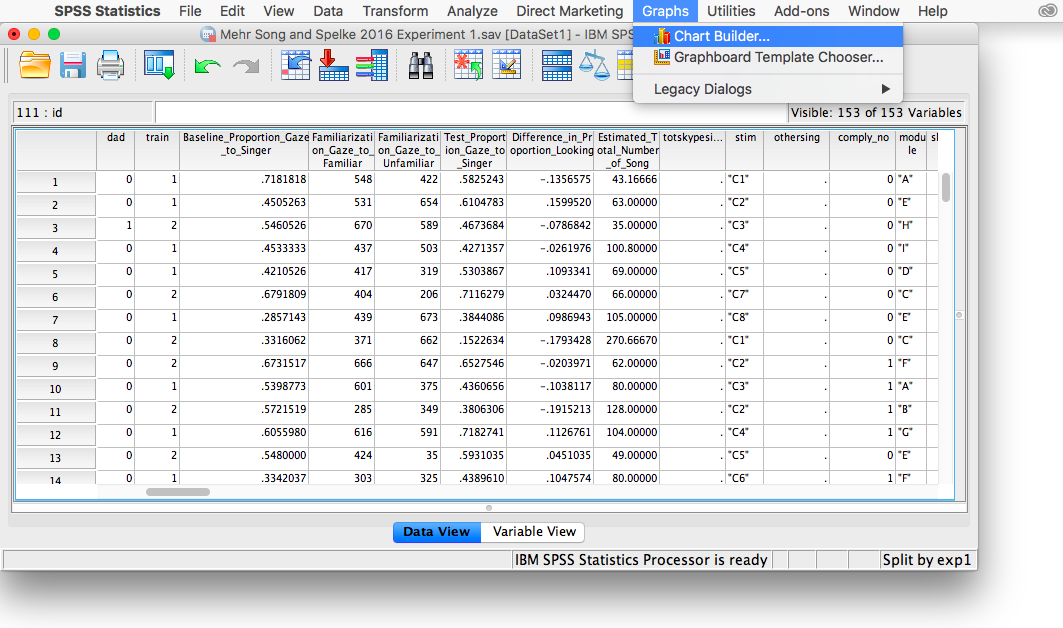 SPSS Statistics File Edit View Data Transform Analyze Direct Marketing Graphs Utilities Add-ons Window Help
Mehr Song and Spelke 2016 Experiment 1.sav [DataSet1] - IBM SPS
Chart Builder...
Graphboard Template Chooser...
Legacy Dialogs
111 : id
Visible: 153 of 153 Variables
dad train Baseline_Proportion_Gaze_to_Singer Familiarization_Gaze_to_Familiar Familiarization_Gaze_to_Unfamiliar Test_Proportion_Gaze_to_Singer Difference_in_Proportion_Looking Estimated_Total_Number_of_Song totskypesi... stim othersing comply_no module sl
1 0 1 .7181818 548 422 .5825243 -.1356575 43.16666 . "C1" . 0 "A"
2 0 1 .4505263 531 654 .6104783 .1599520 63.00000 . "C2" . 0 "E"
3 1 2 .5460526 670 589 .4673684 -.0786842 35.00000 . "C3" . 0 "H"
4 0 1 .4533333 437 503 .4271357 -.0261976 100.80000 . "C4" . 0 "I"
5 0 1 .4210526 417 319 .5303867 .1093341 69.00000 . "C5" . 0 "D"
6 0 2 .6791809 404 206 .7116279 .0324470 66.00000 . "C7" . 0 "C"
7 0 1 .2857143 439 673 .3844086 .0986943 105.00000 . "C8" . 0 "E"
8 0 2 .3316062 371 662 .1522634 -.1793428 270.66670 . "C1" . 0 "C"
9 0 2 .6731517 666 647 .6527546 -.0203971 62.00000 . "C2" . 1 "F"
10 0 1 .5398773 601 375 .4360656 -.1038117 80.00000 . "C3" . 1 "A"
11 0 2 .5721519 285 349 .3806306 -.1915213 128.00000 . "C2" . 1 "B"
12 0 1 .6055980 616 591 .7182741 .1126761 104.00000 . "C4" . 1 "G"
13 0 2 .5480000 424 35 .5931035 .0451035 49.00000 . "C5" . 0 "E"
14 0 1 .3342037 303 325 .4389610 .1047574 80.00000 . "C6" . 1 "F"
Data View Variable View
IBM SPSS Statistics Processor is ready Split by exp1